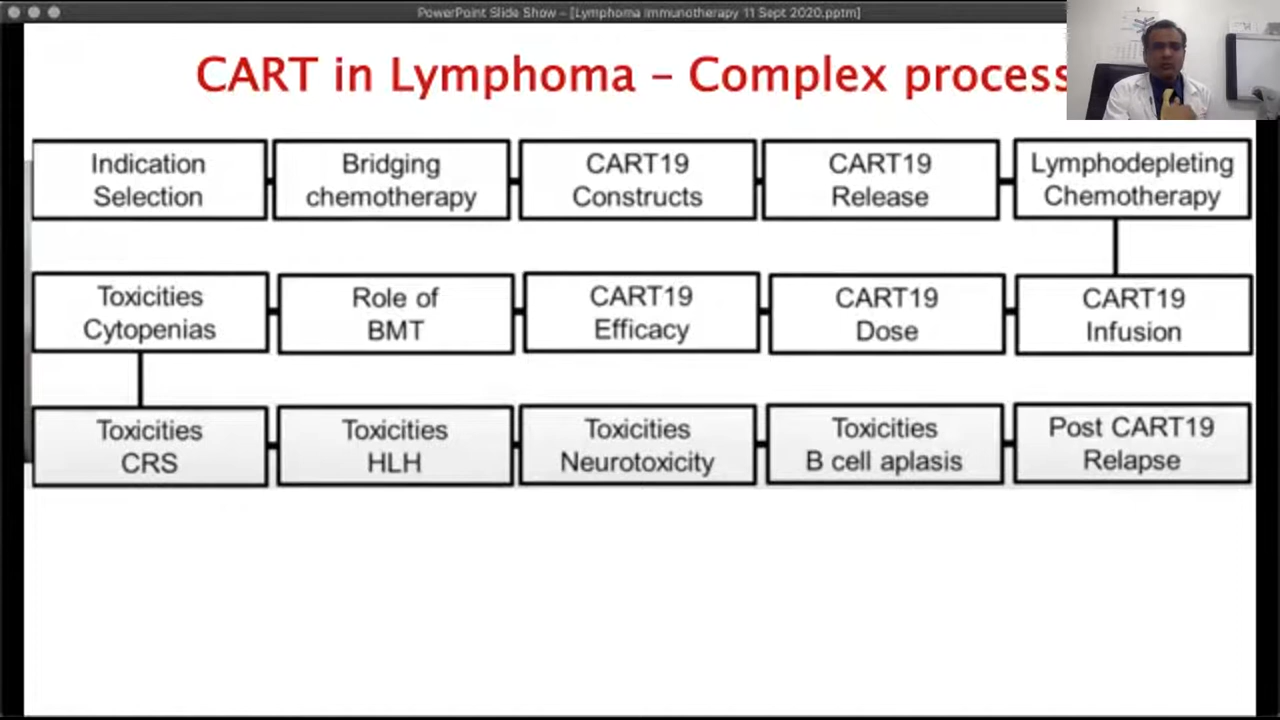 PowerPoint Slide Show - [Lymphoma Immunotherapy 11 Sept 2020.pptm]
CART in Lymphoma – Complex process
Indication
Selection
Bridging
chemotherapy
CART19
Constructs
CART19
Release
Lymphodepleting
Chemotherapy
Toxicities
Cytopenias
Role of
BMT
CART19
Efficacy
CART19
Dose
CART19
Infusion
Toxicities
CRS
Toxicities
HLH
Toxicities
Neurotoxicity
Toxicities
B cell aplasis
Post CART19
Relapse